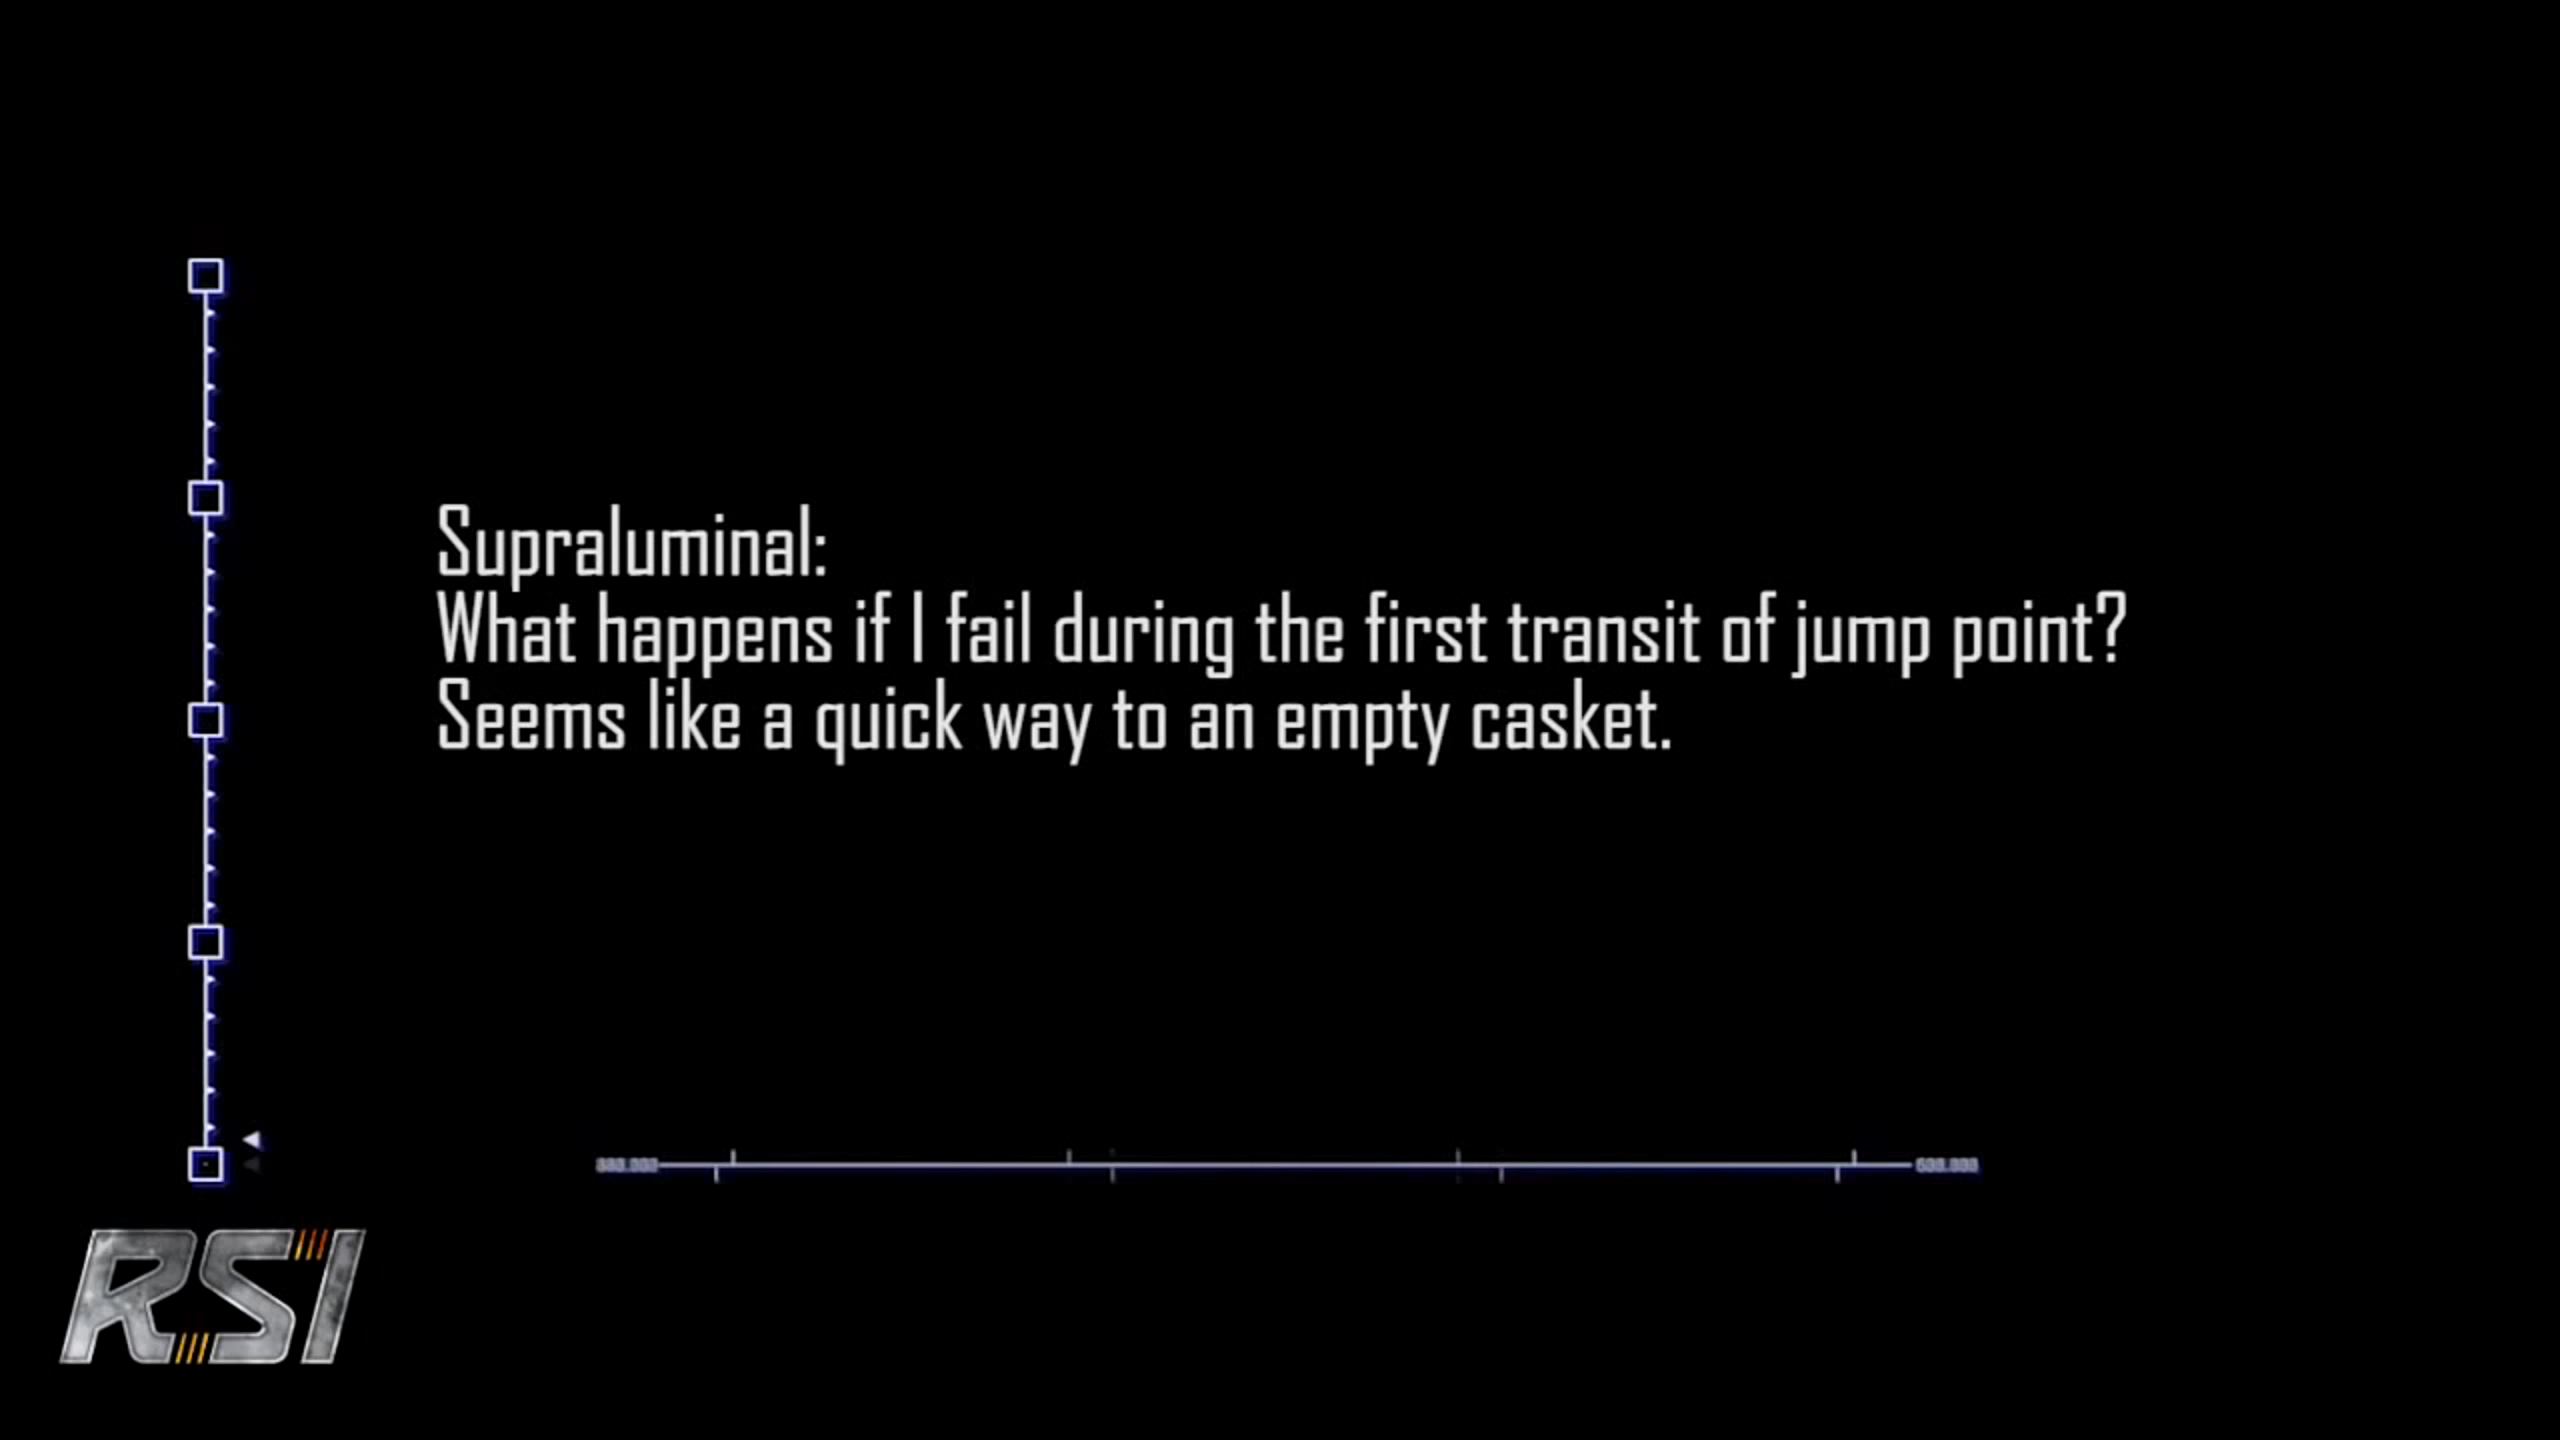 Supraluminal:
What happens if I fail during the first transit of jump point?
Seems like a quick way to an empty casket.
RSI